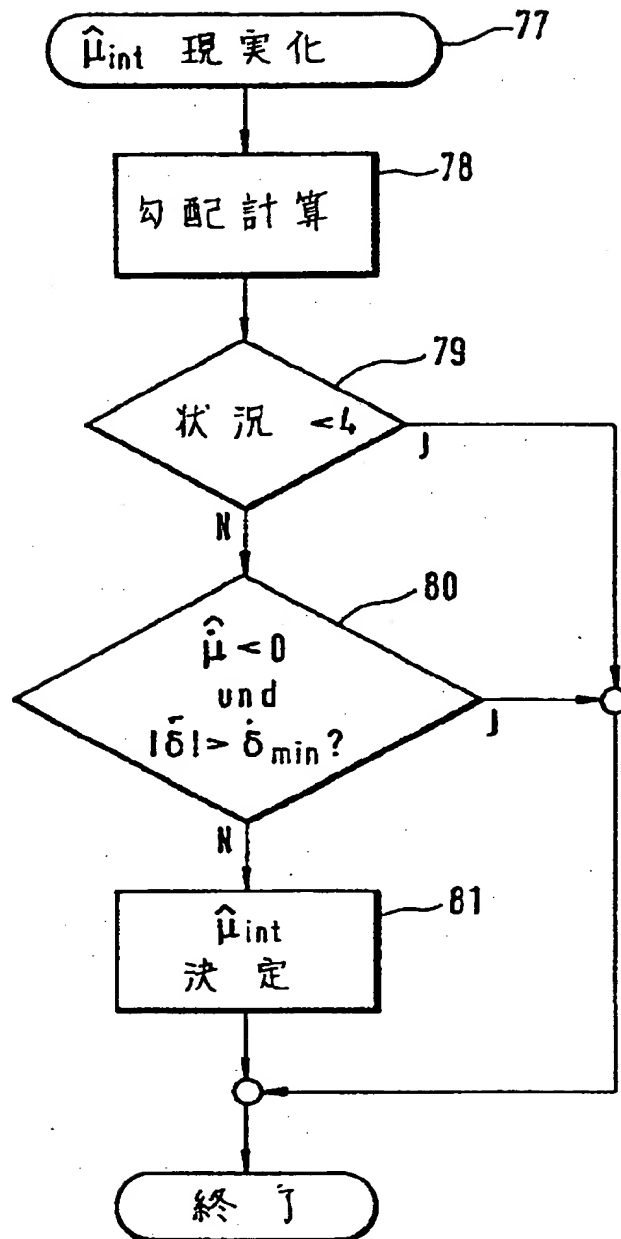 μ̂int 現実化
77
勾配計算
78
状況 <4
79
J
N
μ̂̇ <0
und
|δ̄|>δ̇min?
80
J
N
μ̂int
決定
81
終了